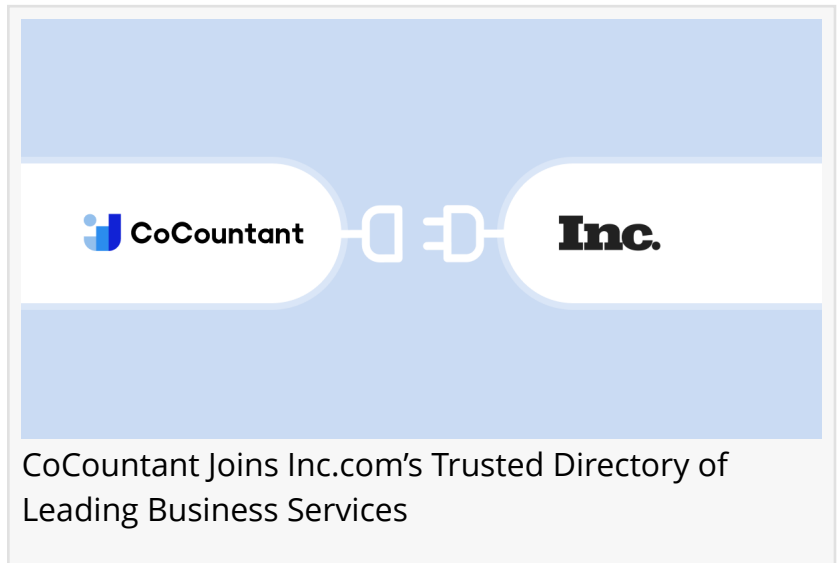 CoCountant
Inc.
CoCountant Joins Inc.com’s Trusted Directory of
Leading Business Services